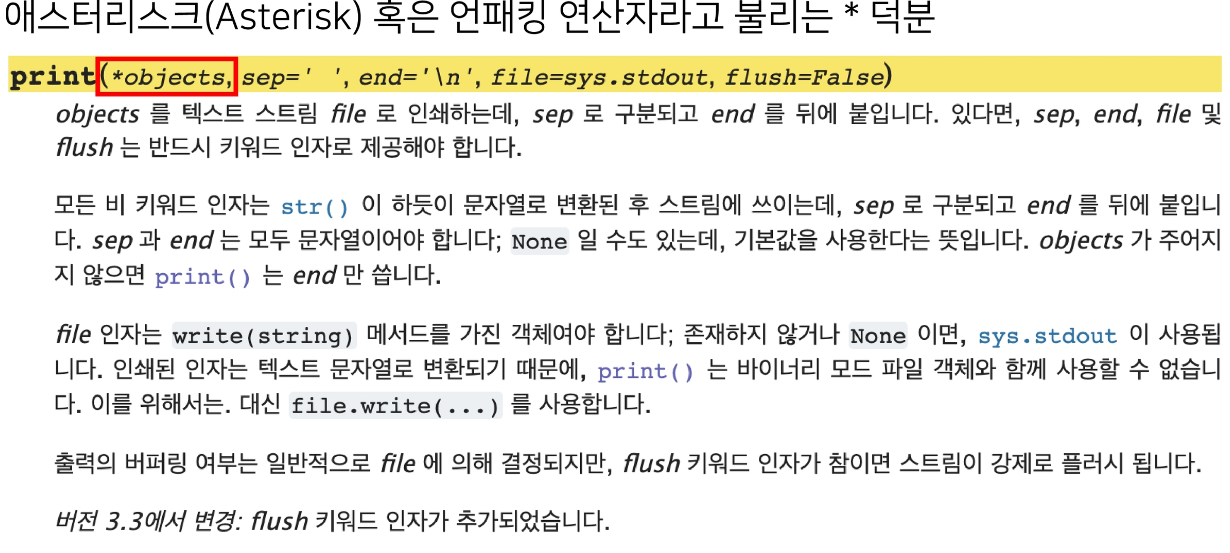 애스터리스크(Asterisk) 혹은 언패킹 연산자라고 불리는 * 덕분
print(*objects, sep=' ', end='\n', file=sys.stdout, flush=False)
objects 를 텍스트 스트림 file 로 인쇄하는데, sep 로 구분되고 end 를 뒤에 붙입니다. 있다면, sep, end, file 및
flush 는 반드시 키워드 인자로 제공해야 합니다.
모든 비 키워드 인자는 str() 이 하듯이 문자열로 변환된 후 스트림에 쓰이는데, sep 로 구분되고 end 를 뒤에 붙입니
다. sep 과 end 는 모두 문자열이어야 합니다; None 일 수도 있는데, 기본값을 사용한다는 뜻입니다. objects 가 주어지
지 않으면 print() 는 end 만 씁니다.
file 인자는 write(string) 메서드를 가진 객체여야 합니다; 존재하지 않거나 None 이면, sys.stdout 이 사용됩
니다. 인쇄된 인자는 텍스트 문자열로 변환되기 때문에, print() 는 바이너리 모드 파일 객체와 함께 사용할 수 없습니
다. 이를 위해서는. 대신 file.write(...) 를 사용합니다.
출력의 버퍼링 여부는 일반적으로 file 에 의해 결정되지만, flush 키워드 인자가 참이면 스트림이 강제로 플러시 됩니다.
버전 3.3에서 변경: flush 키워드 인자가 추가되었습니다.